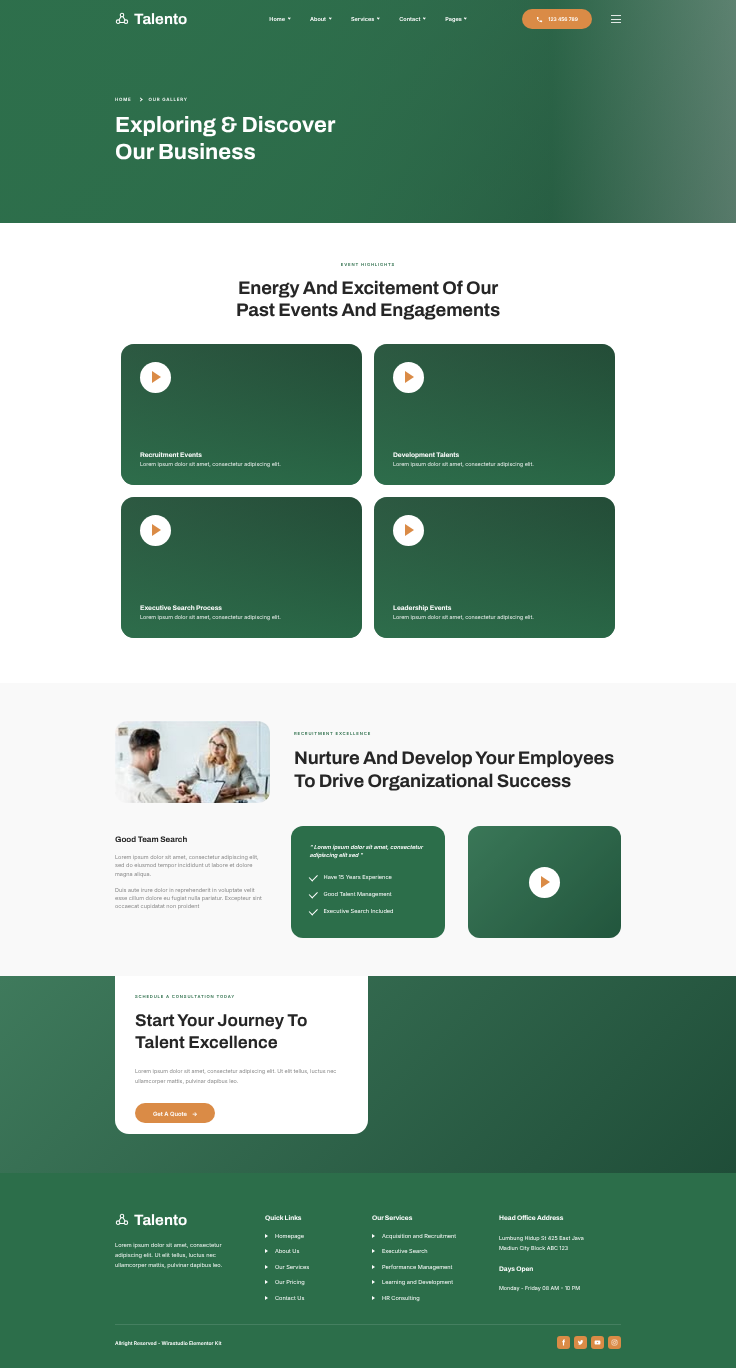 Talento
Home
About
Services
Contact
Pages
123 456 789
HOME
OUR GALLERY
Exploring & Discover
Our Business
EVENT HIGHLIGHTS
Energy And Excitement Of Our
Past Events And Engagements
Recruitment Events
Lorem ipsum dolor sit amet, consectetur adipiscing elit.
Development Talents
Lorem ipsum dolor sit amet, consectetur adipiscing elit.
Executive Search Process
Lorem ipsum dolor sit amet, consectetur adipiscing elit.
Leadership Events
Lorem ipsum dolor sit amet, consectetur adipiscing elit.
RECRUITMENT EXCELLENCE
Nurture And Develop Your Employees
To Drive Organizational Success
Good Team Search
Lorem ipsum dolor sit amet, consectetur adipiscing elit,
sed do eiusmod tempor incididunt ut labore et dolore
magna aliqua.
Duis aute irure dolor in reprehenderit in voluptate velit
esse cillum dolore eu fugiat nulla pariatur. Excepteur sint
occaecat cupidatat non proident
" Lorem ipsum dolor sit amet, consectetur
adipiscing elit sed "
Have 15 Years Experience
Good Talent Management
Executive Search Included
SCHEDULE A CONSULTATION TODAY
Start Your Journey To
Talent Excellence
Lorem ipsum dolor sit amet, consectetur adipiscing elit. Ut elit tellus, luctus nec
ullamcorper mattis, pulvinar dapibus leo.
Get A Quote
Talento
Lorem ipsum dolor sit amet, consectetur
adipiscing elit. Ut elit tellus, luctus nec
ullamcorper mattis, pulvinar dapibus leo.
Quick Links
Homepage
About Us
Our Services
Our Pricing
Contact Us
Our Services
Acquisition and Recruitment
Executive Search
Performance Management
Learning and Development
HR Consulting
Head Office Address
Lumbung Hidup St 425 East Java
Madiun City Block ABC 123
Days Open
Monday - Friday 08 AM - 10 PM
Allright Reserved - Wirastudio Elementor Kit